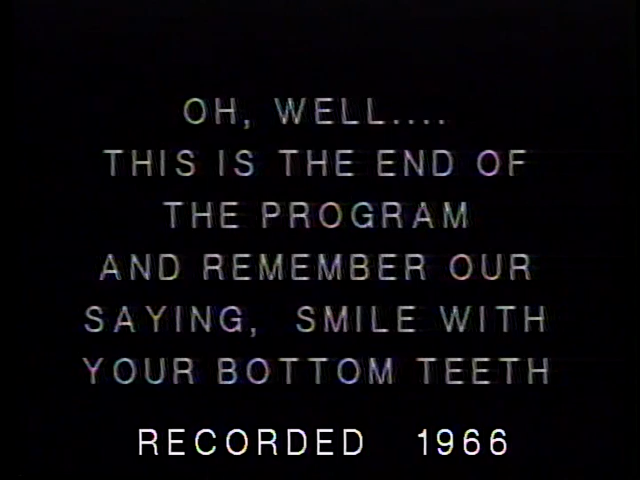 OH, WELL....
THIS IS THE END OF
THE PROGRAM
AND REMEMBER OUR
SAYING, SMILE WITH
YOUR BOTTOM TEETH
RECORDED 1966